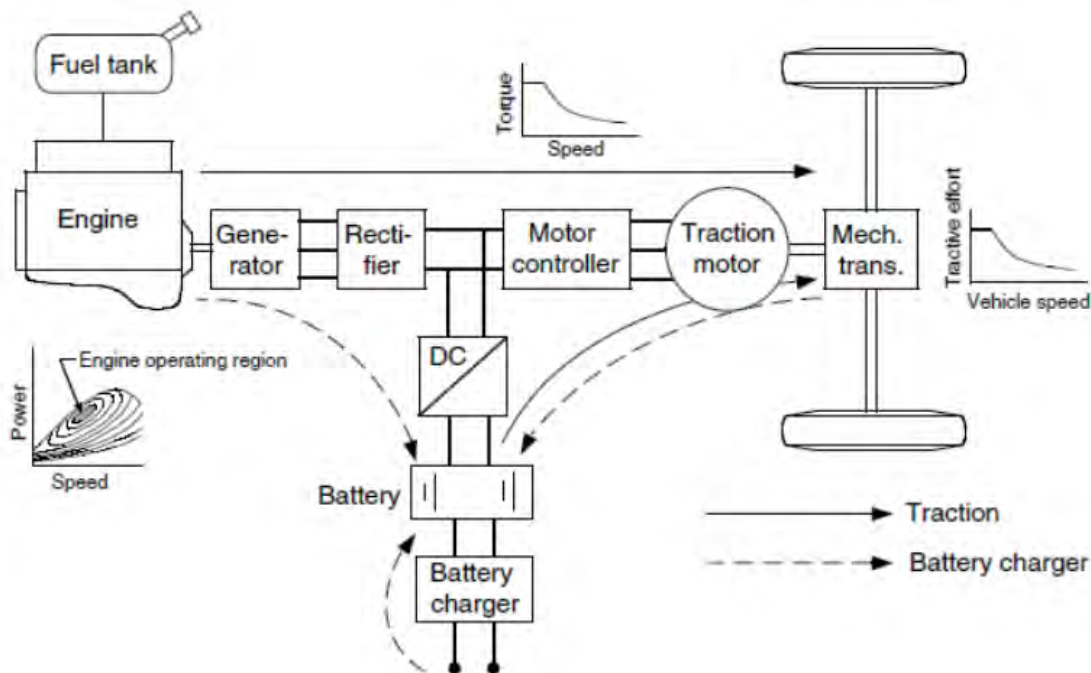 Fuel tank
Torque
Speed
Engine
Gene-
rator
Recti-
fier
Motor
controller
Traction
motor
Mech.
trans.
Tractive effort
Vehicle speed
DC
Engine operating region
Power
Speed
Battery
Traction
Battery charger
Battery
charger